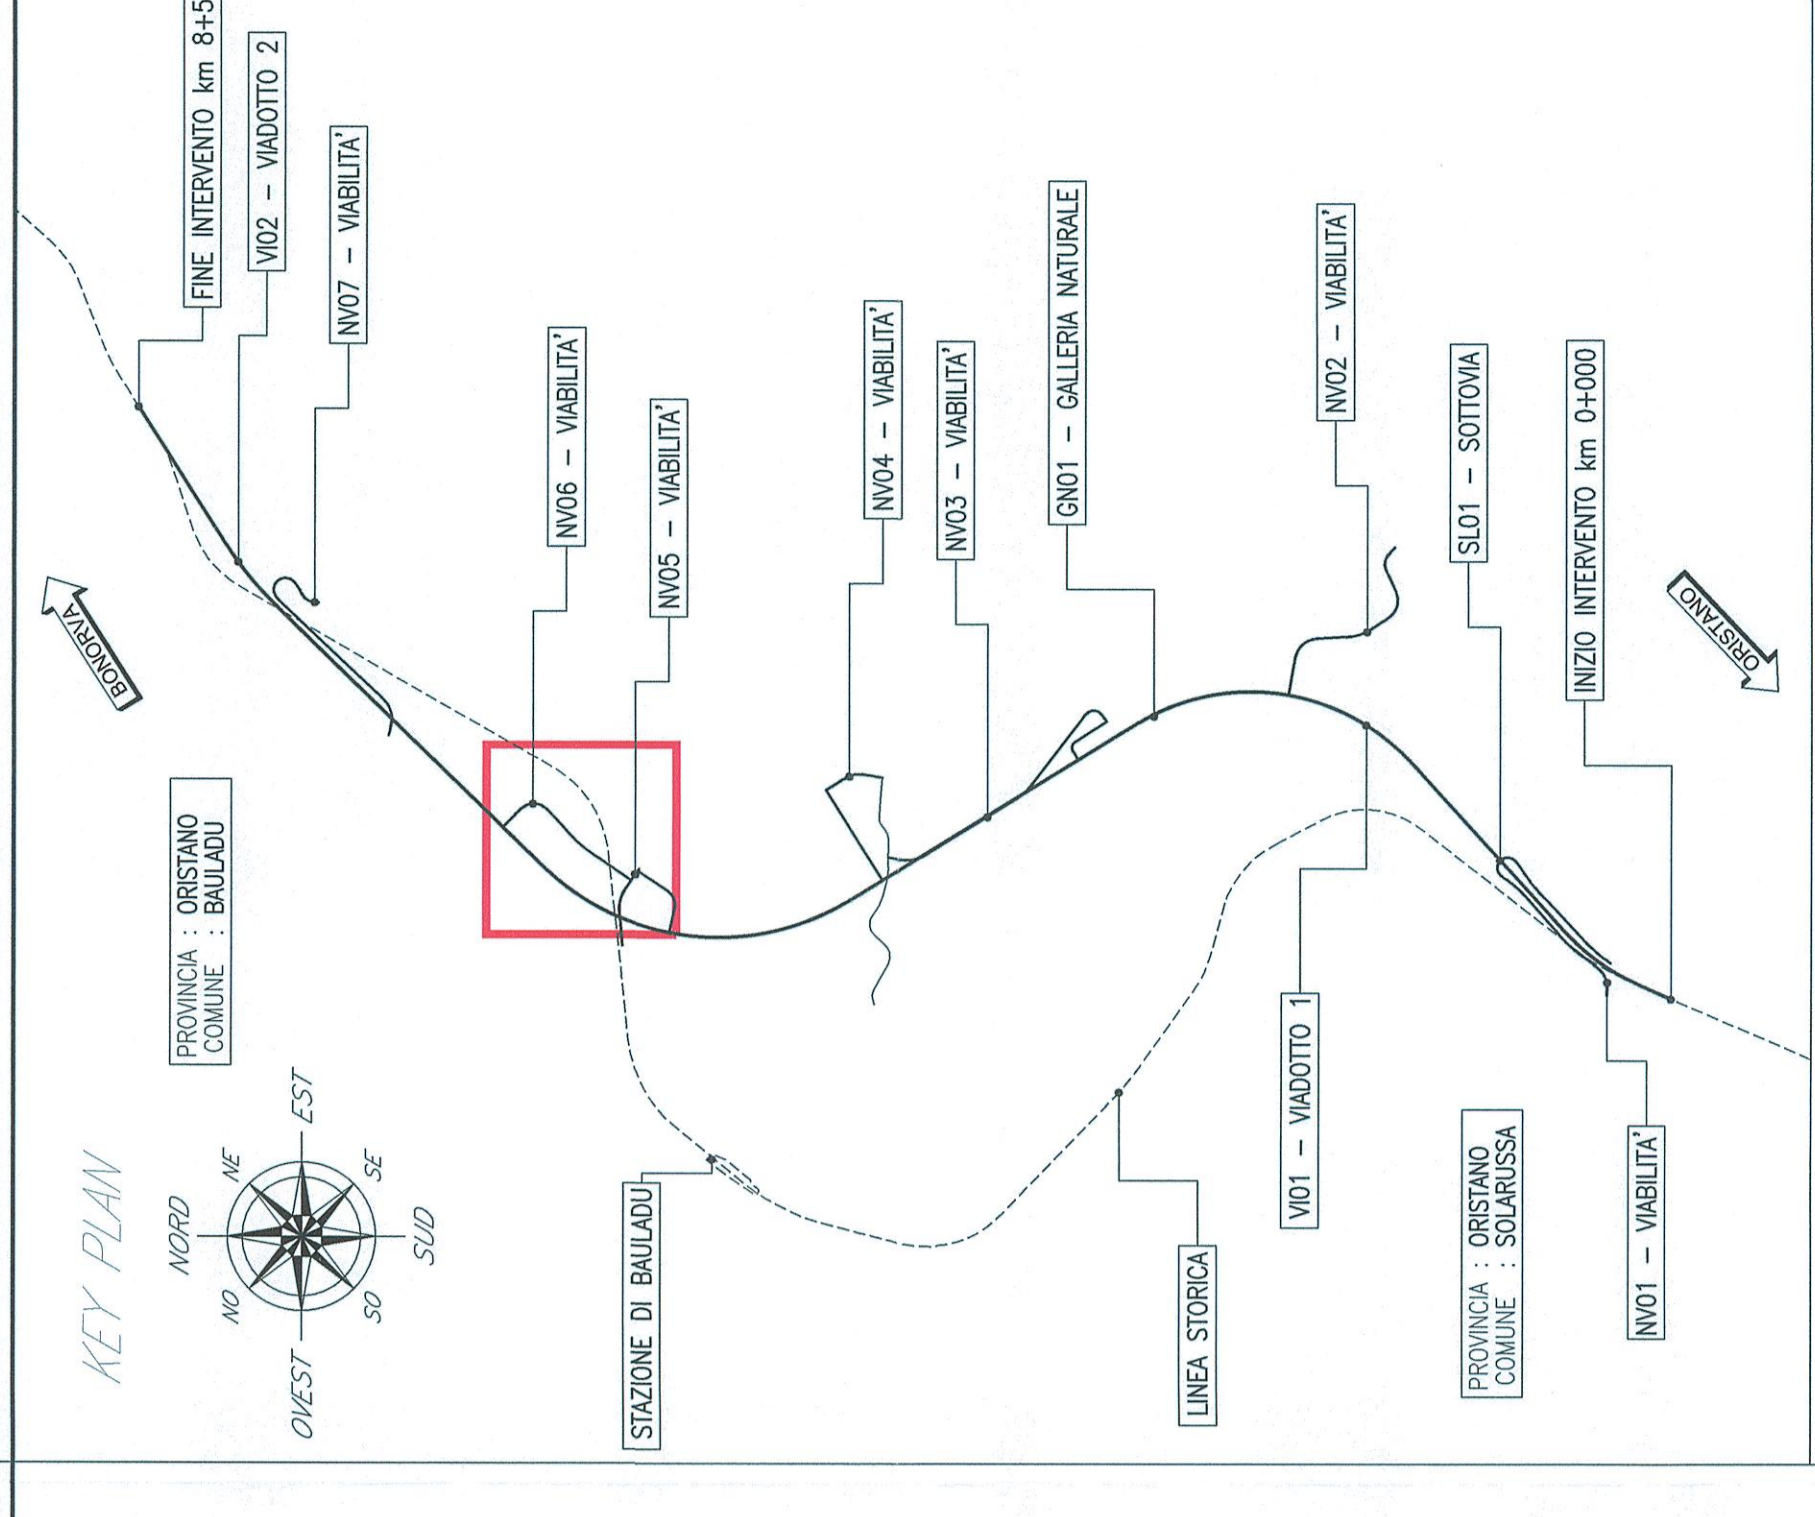 KEY PLAN
NORD
NO
NE
OVEST
EST
SO
SE
SUD
PROVINCIA : ORISTANO
COMUNE : BAULADU
BONORVIA
FINE INTERVENTO km 8+5
VI02 - VIADOTTO 2
NV07 - VIABILITA'
NV06 - VIABILITA'
NV05 - VIABILITA'
STAZIONE DI BAULADU
NV04 - VIABILITA'
NV03 - VIABILITA'
GN01 - GALLERIA NATURALE
LINEA STORICA
VI01 - VIADOTTO 1
NV02 - VIABILITA'
SL01 - SOTTOVIA
PROVINCIA : ORISTANO
COMUNE : SOLARUSSA
INIZIO INTERVENTO km 0+000
NV01 - VIABILITA'
ORISTANO